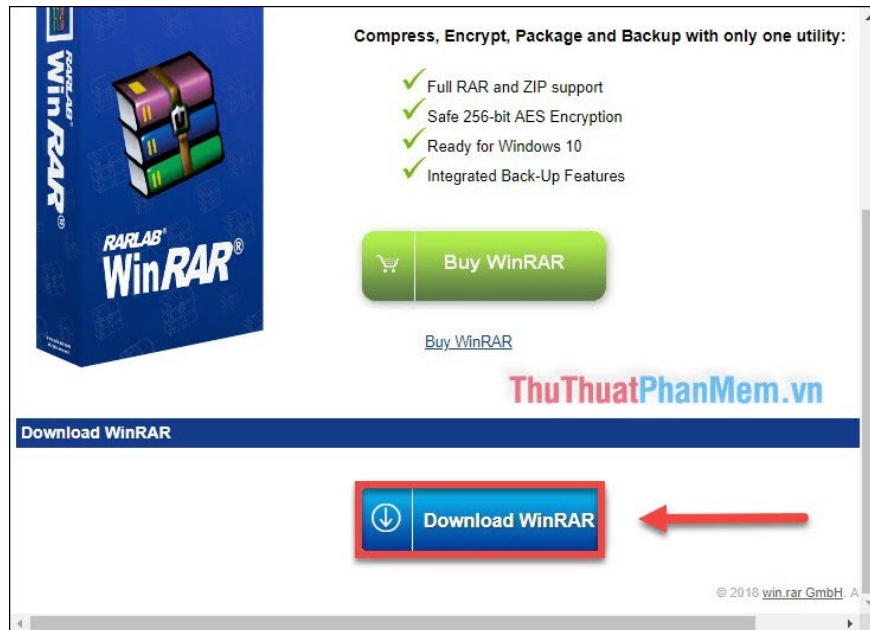 Compress, Encrypt, Package and Backup with only one utility:
RARLAB®
WinRAR®
Full RAR and ZIP support
Safe 256-bit AES Encryption
Ready for Windows 10
Integrated Back-Up Features
RARLAB®
WinRAR®
Buy WinRAR
Buy WinRAR
ThuThuatPhanMem.vn
Download WinRAR
Download WinRAR
© 2018 win.rar GmbH. A